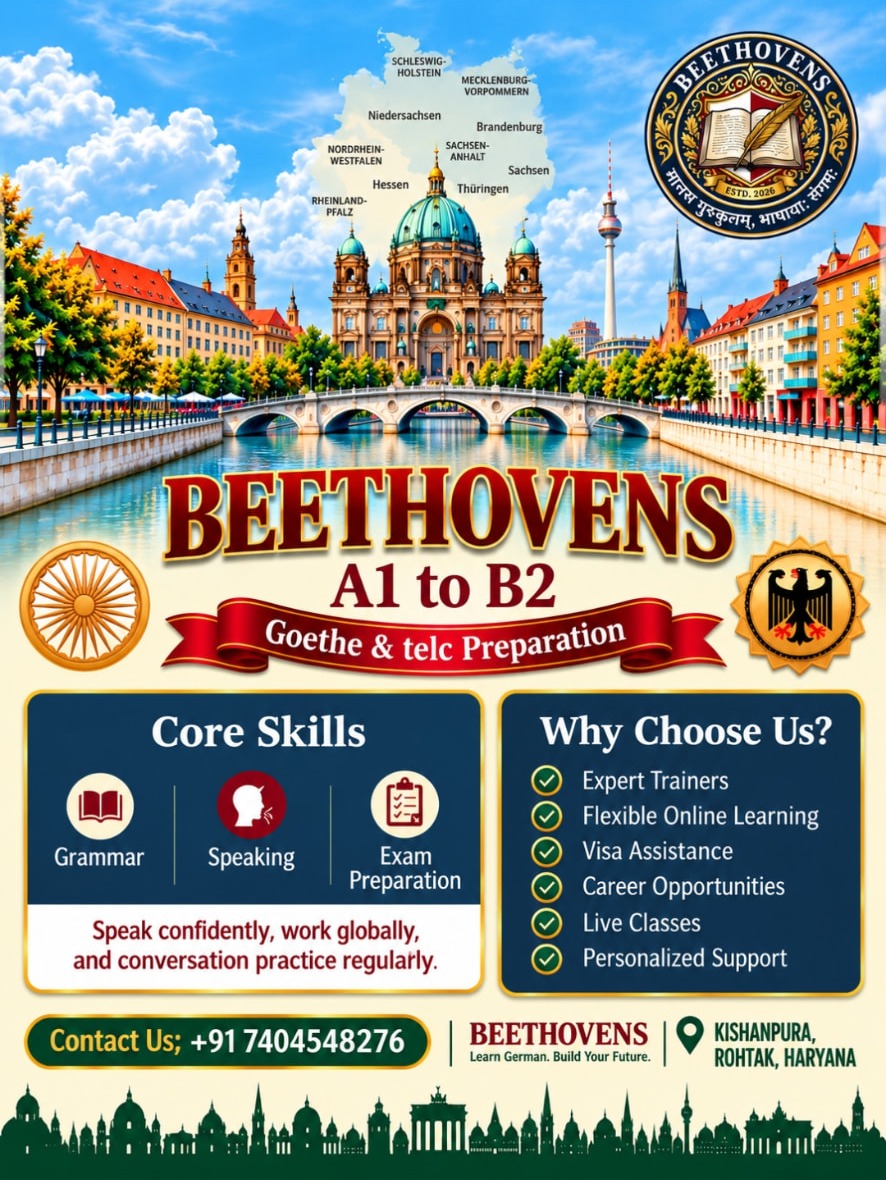 SCHLESWIG-
HOLSTEIN
MECKLENBURG-
VORPOMMERN
Niedersachsen
Brandenburg
NORDRHEIN-
WESTFALEN
SACHSEN-
ANHALT
Sachsen
Hessen
Thüringen
RHEINLAND-
PFALZ
BEETHOVENS
ESTD. 2026
गुरुकुलम्, भाषायाः संगमः
BEETHOVENS
A1 to B2
Goethe & telc Preparation
Core Skills
Grammar
Speaking
Exam
Preparation
Speak confidently, work globally,
and conversation practice regularly.
Why Choose Us?
Expert Trainers
Flexible Online Learning
Visa Assistance
Career Opportunities
Live Classes
Personalized Support
Contact Us; +91 7404548276
BEETHOVENS
Learn German. Build Your Future.
KISHANPURA,
ROHTAK, HARYANA